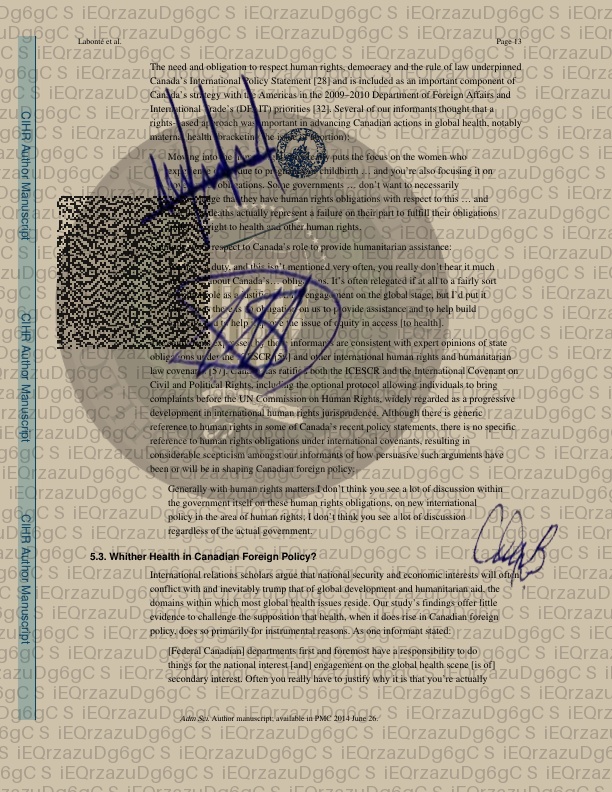 Labonté et al.
Page 13
The need and obligation to respect human rights, democracy and the rule of law underpinned
Canada's International Policy Statement [28] and is included as an important component of
Canada's strategy with the Americas in the 2009–2010 Department of Foreign Affairs and
International Trade's (DFAIT) priorities [32]. Several of our informants thought that a
rights-based approach was important in advancing Canadian actions in global health, notably
maternal health (bracketing the issue of abortion):
Moving into the puts the focus on the women who
failure to childbirth … and you're also focusing on
obligations. Some governments … don't want to necessarily
they have human rights obligations with respect to this … and
deaths actually represent a failure on their part to fulfill their obligations
right to health and other human rights.
respect to Canada's role to provide humanitarian assistance:
duty, and this isn't mentioned very often, you really don't hear it much
about Canada's… obligations. It's often relegated if at all to a fairly sort
role as a engagement on the global stage, but I'd put it
there is obligation on us to provide assistance and to help build
help the issue of equity in access [to health].
by informants are consistent with expert opinions of state
obligations under the ICESCR and other international human rights and humanitarian
law covenants [57]. Canada has ratified both the ICESCR and the International Covenant on
Civil and Political Rights, including the optional protocol allowing individuals to bring
complaints before the UN Commission on Human Rights, widely regarded as a progressive
development in international human rights jurisprudence. Although there is generic
reference to human rights in some of Canada's recent policy statements, there is no specific
reference to human rights obligations under international covenants, resulting in
considerable scepticism amongst our informants of how persuasive such arguments have
been or will be in shaping Canadian foreign policy:
Generally with human rights matters I don't think you see a lot of discussion within
the government itself on these human rights obligations, on new international
policy in the area of human rights; I don't think you see a lot of discussion
regardless of the actual government.
5.3. Whither Health in Canadian Foreign Policy?
International relations scholars argue that national security and economic interests will often
conflict with and inevitably trump that of global development and humanitarian aid, the
domains within which most global health issues reside. Our study's findings offer little
evidence to challenge the supposition that health, when it does rise in Canadian foreign
policy, does so primarily for instrumental reasons. As one informant stated:
[Federal Canadian] departments first and foremost have a responsibility to do
things for the national interest [and] engagement on the global health scene [is of]
secondary interest. Often you really have to justify why it is that you're actually
Adm Sci. Author manuscript; available in PMC 2014 June 26.
CIHR Author Manuscript
CIHR Author Manuscript
CIHR Author Manuscript
iEQrzazuDg6gC S